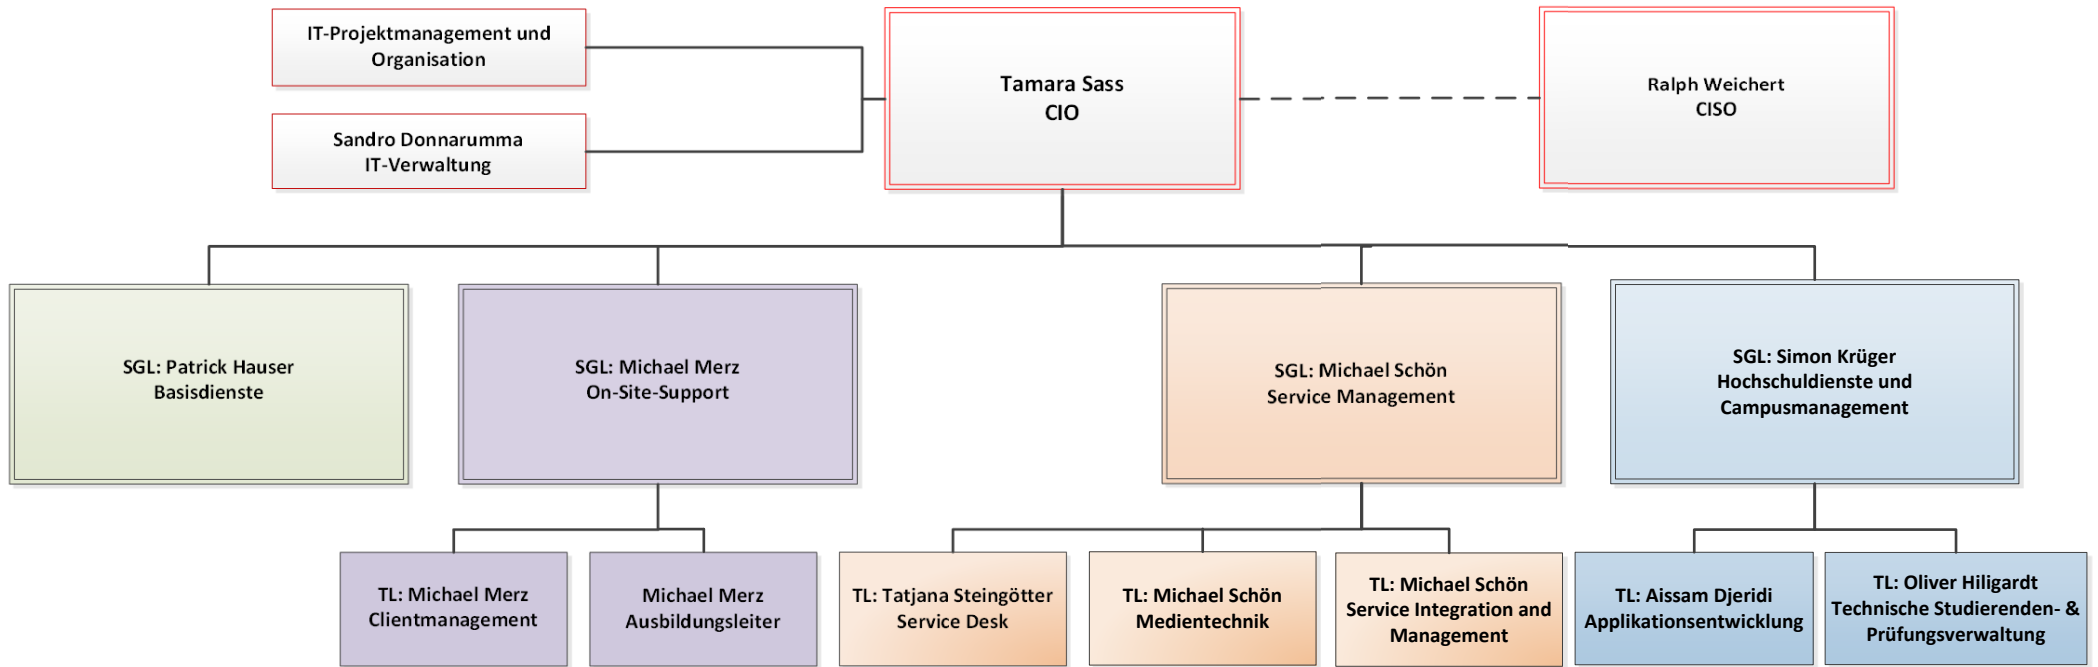 IT-Projektmanagement und
Organisation
Sandro Donnarumma
IT-Verwaltung
Tamara Sass
CIO
Ralph Weichert
CISO
SGL: Patrick Hauser
Basisdienste
SGL: Michael Merz
On-Site-Support
SGL: Michael Schön
Service Management
SGL: Simon Krüger
Hochschuldienste und
Campusmanagement
TL: Michael Merz
Clientmanagement
Michael Merz
Ausbildungsleiter
TL: Tatjana Steingötter
Service Desk
TL: Michael Schön
Medientechnik
TL: Michael Schön
Service Integration and
Management
TL: Aissam Djeridi
Applikationsentwicklung
TL: Oliver Hiligardt
Technische Studierenden- &
Prüfungsverwaltung